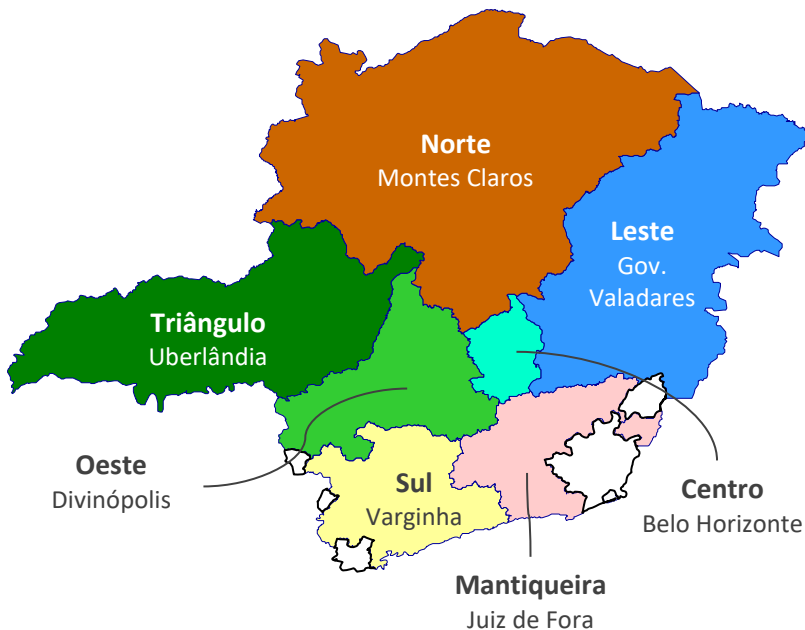 Norte
Montes Claros
Leste
Gov.
Valadares
Triângulo
Uberlândia
Oeste
Divinópolis
Sul
Varginha
Centro
Belo Horizonte
Mantiqueira
Juiz de Fora